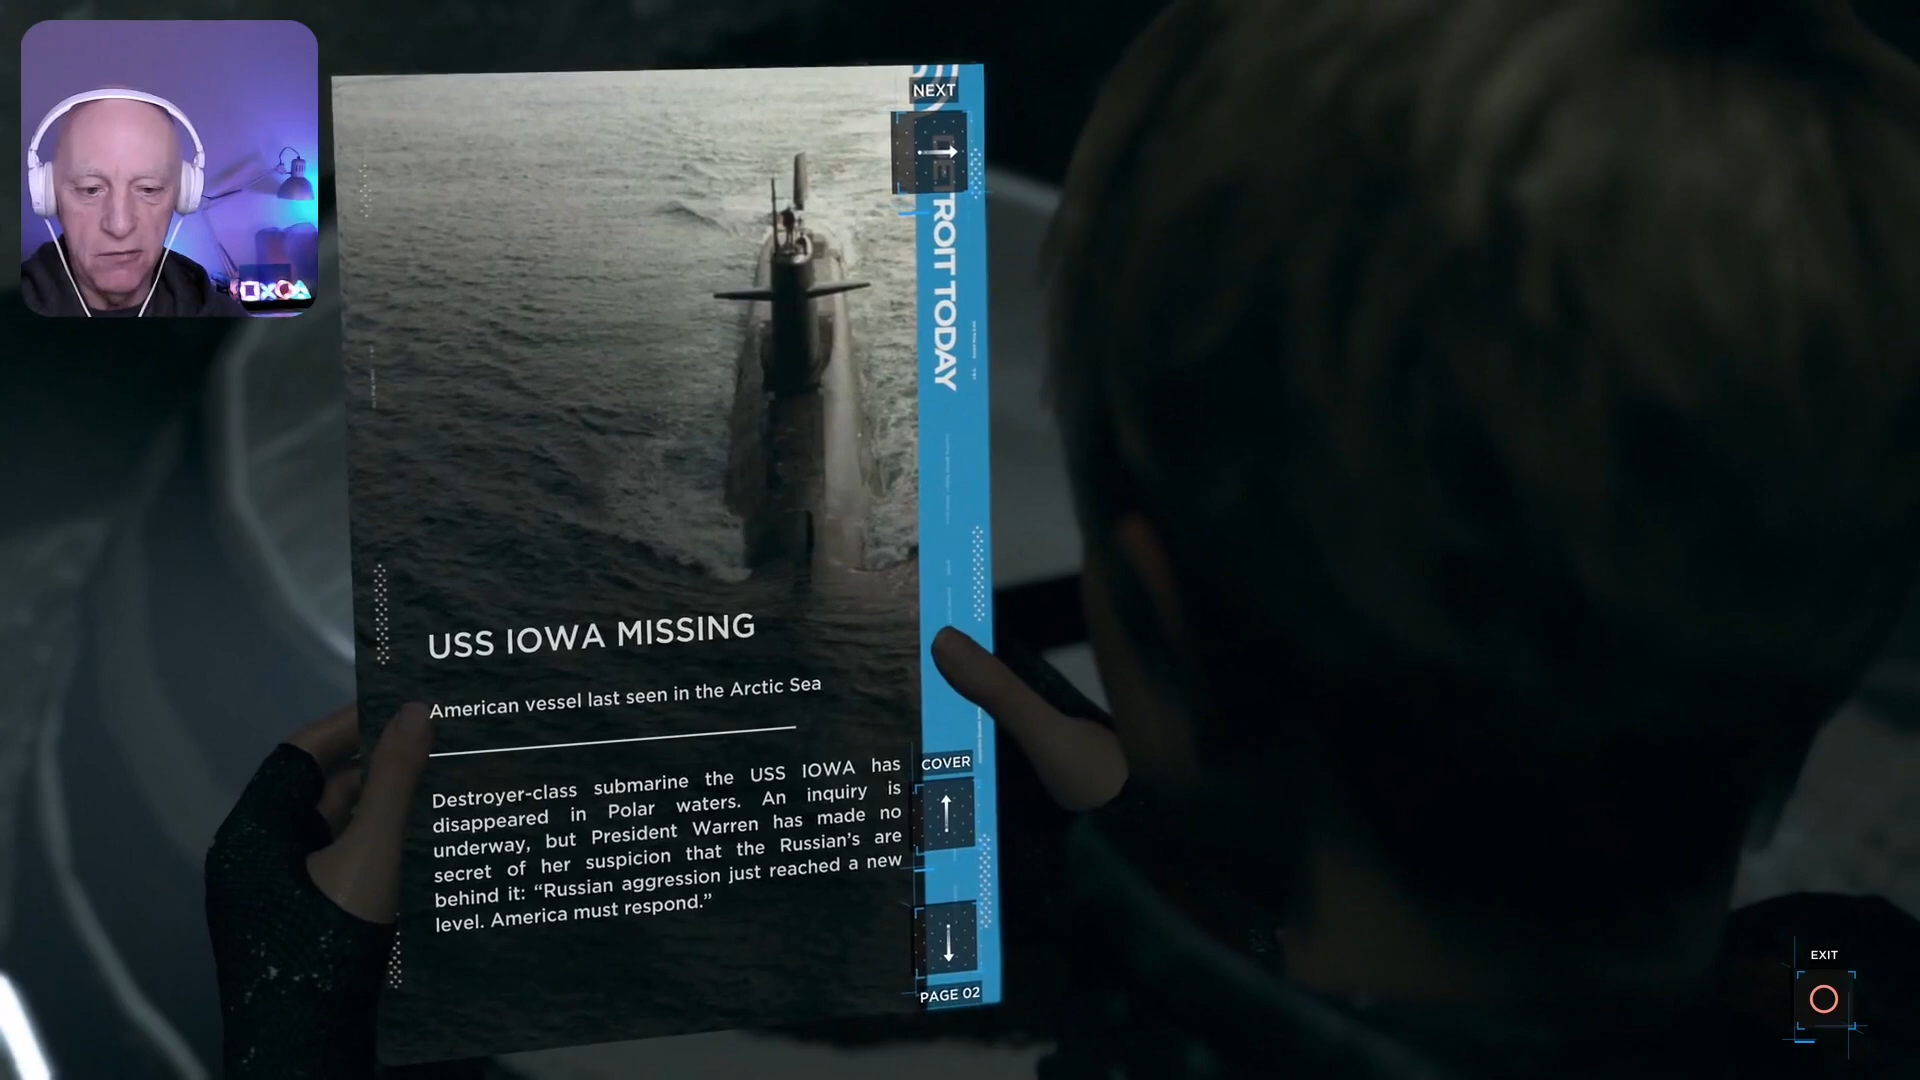 NEXT
ROIT TODAY
USS IOWA MISSING
American vessel last seen in the Arctic Sea
Destroyer-class submarine the USS IOWA has
disappeared in Polar waters. An inquiry is
underway, but President Warren has made no
secret of her suspicion that the Russian's are
behind it: “Russian aggression just reached a new
level. America must respond.”
COVER
PAGE 02
EXIT